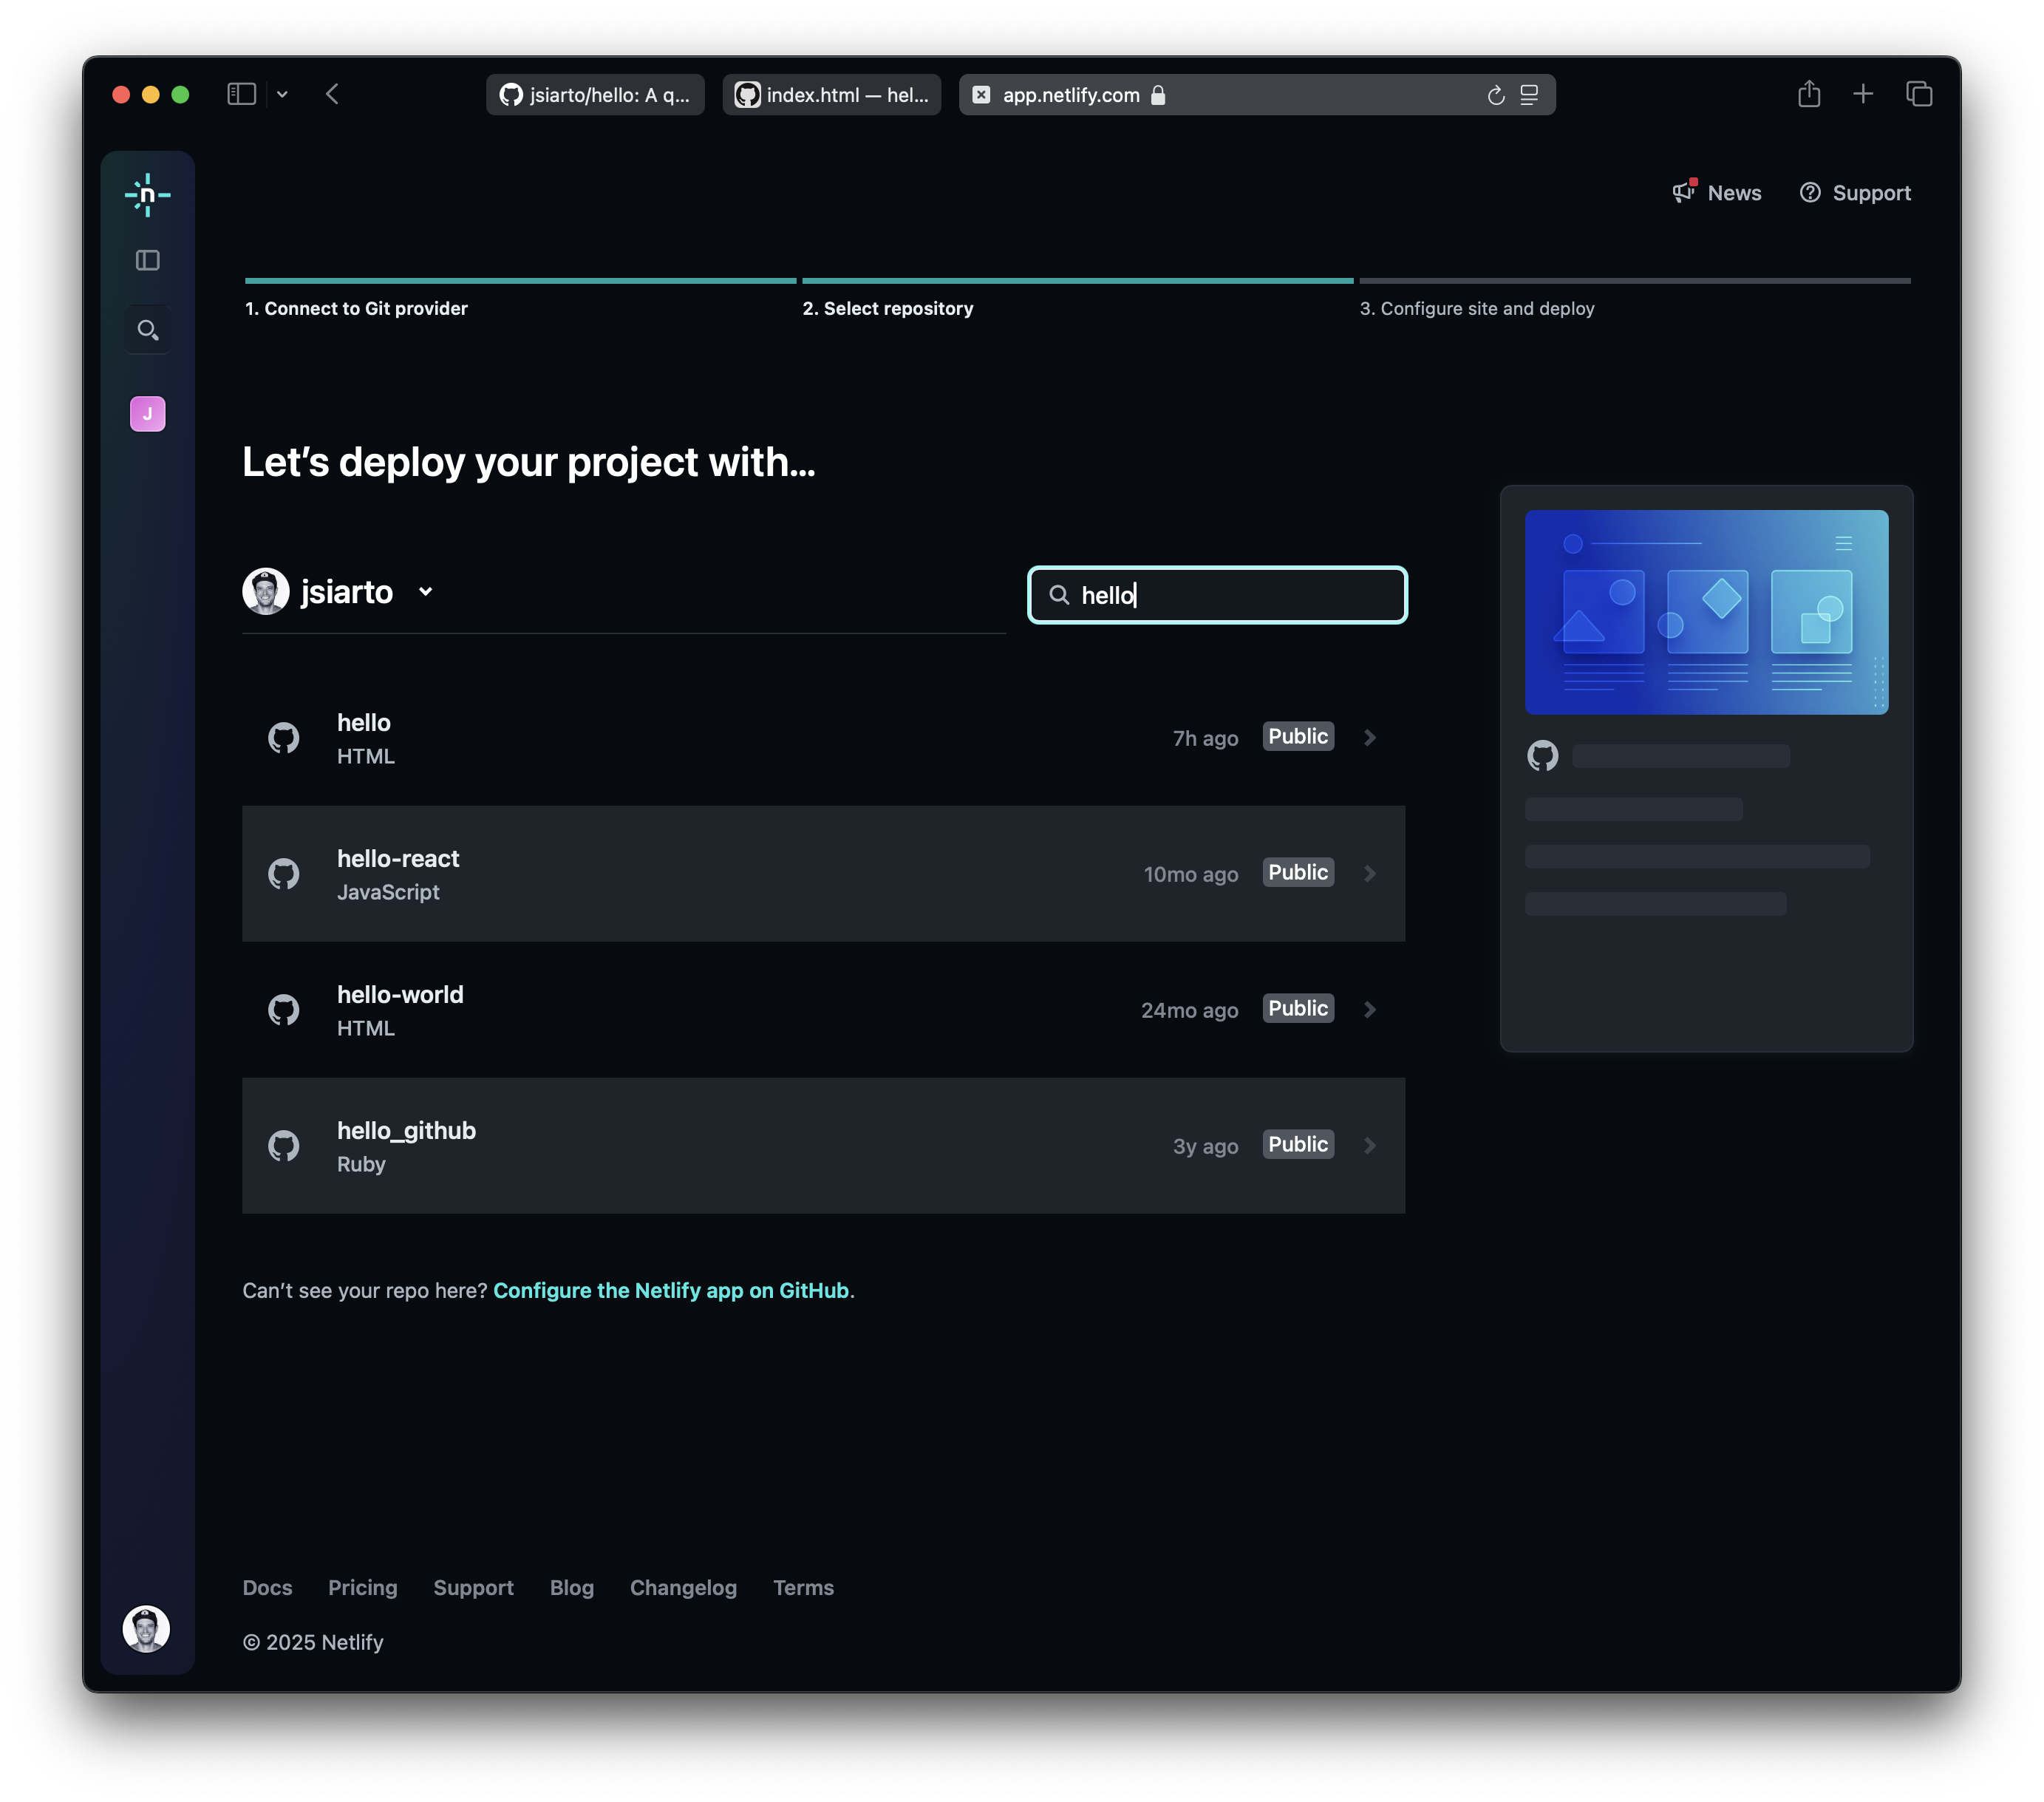 jsiarto/hello: A q...
index.html — hel...
app.netlify.com
n
News
Support
1. Connect to Git provider
2. Select repository
3. Configure site and deploy
J
Let’s deploy your project with…
jsiarto
hello
hello
HTML
7h ago
Public
hello-react
JavaScript
10mo ago
Public
hello-world
HTML
24mo ago
Public
hello_github
Ruby
3y ago
Public
Can’t see your repo here? Configure the Netlify app on GitHub.
Docs
Pricing
Support
Blog
Changelog
Terms
© 2025 Netlify